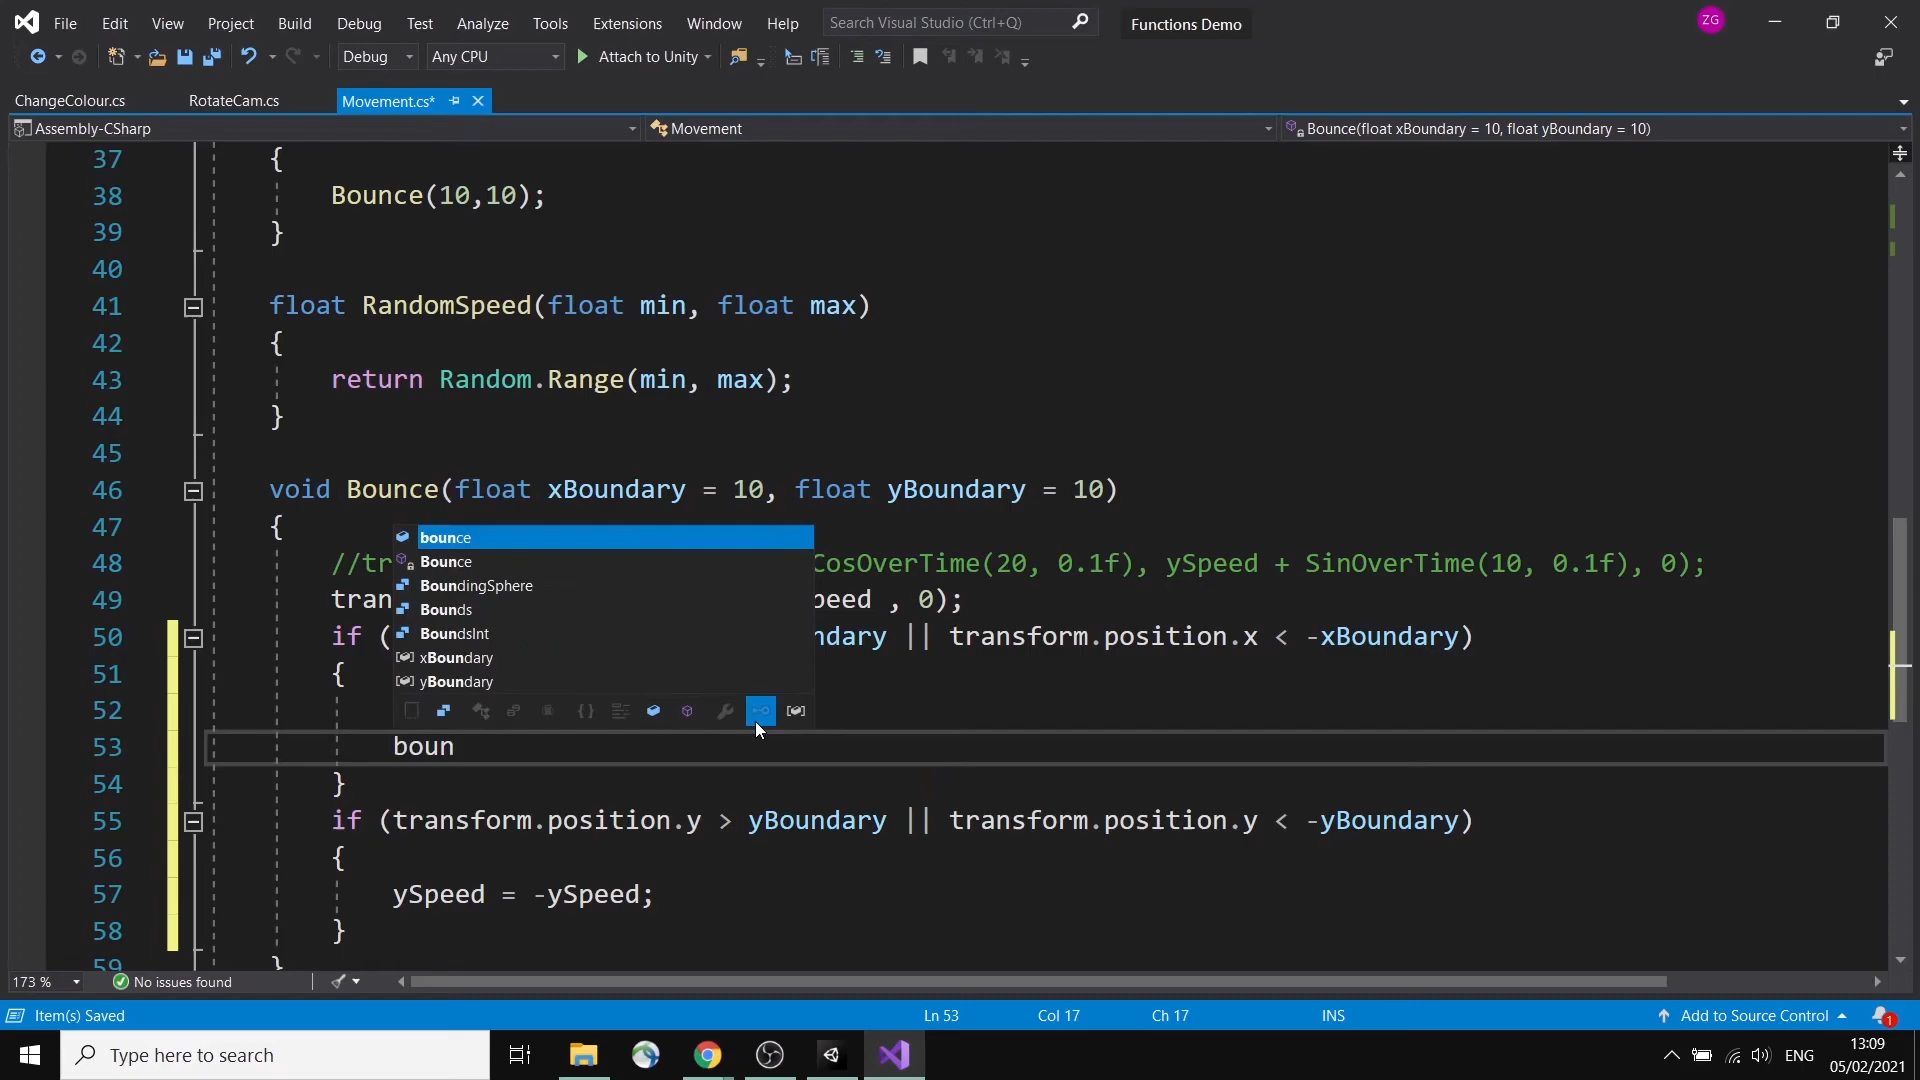 File Edit View Project Build Debug Test Analyze Tools Extensions Window Help Search Visual Studio (Ctrl+Q) Functions Demo ZG
Debug Any CPU Attach to Unity
ChangeColour.cs RotateCam.cs Movement.cs*
Assembly-CSharp Movement Bounce(float xBoundary = 10, float yBoundary = 10)
37 {
38 Bounce(10,10);
39 }
40
41 float RandomSpeed(float min, float max)
42 {
43 return Random.Range(min, max);
44 }
45
46 void Bounce(float xBoundary = 10, float yBoundary = 10)
47 {
bounce
48 //tr CosOverTime(20, 0.1f), ySpeed + SinOverTime(10, 0.1f), 0);
Bounce
BoundingSphere
49 tran peed , 0);
Bounds
BoundsInt
50 if ( ndary || transform.position.x < -xBoundary)
xBoundary
51 {
yBoundary
52
53 boun
54 }
55 if (transform.position.y > yBoundary || transform.position.y < -yBoundary)
56 {
57 ySpeed = -ySpeed;
58 }
59 }
173 % No issues found
Item(s) Saved Ln 53 Col 17 Ch 17 INS Add to Source Control 1
Type here to search ENG 13:09
05/02/2021